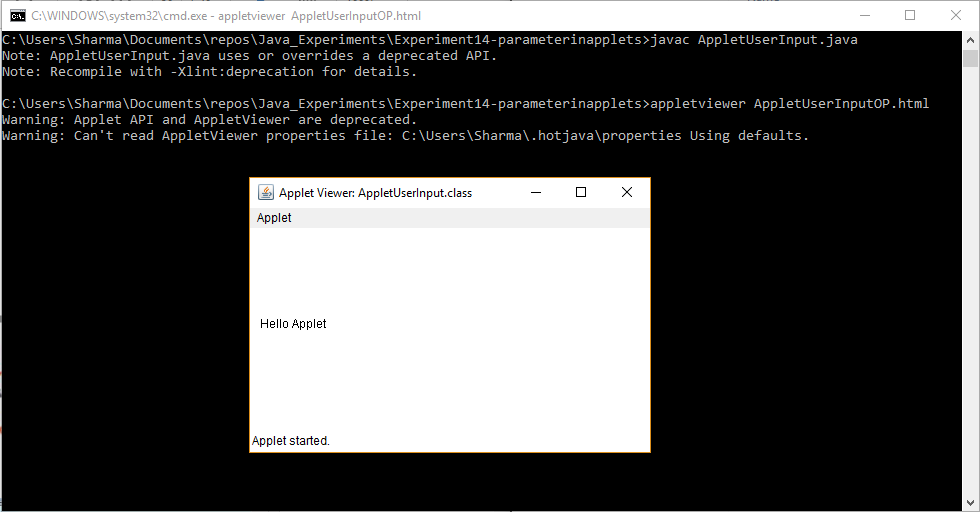 C:\WINDOWS\system32\cmd.exe - appletviewer  AppletUserInputOP.html
C:\Users\Sharma\Documents\repos\Java_Experiments\Experiment14-parameterinapplets>javac AppletUserInput.java
Note: AppletUserInput.java uses or overrides a deprecated API.
Note: Recompile with -Xlint:deprecation for details.
C:\Users\Sharma\Documents\repos\Java_Experiments\Experiment14-parameterinapplets>appletviewer AppletUserInputOP.html
Warning: Applet API and AppletViewer are deprecated.
Warning: Can't read AppletViewer properties file: C:\Users\Sharma\.hotjava\properties Using defaults.
Applet Viewer: AppletUserInput.class
Applet
Hello Applet
Applet started.